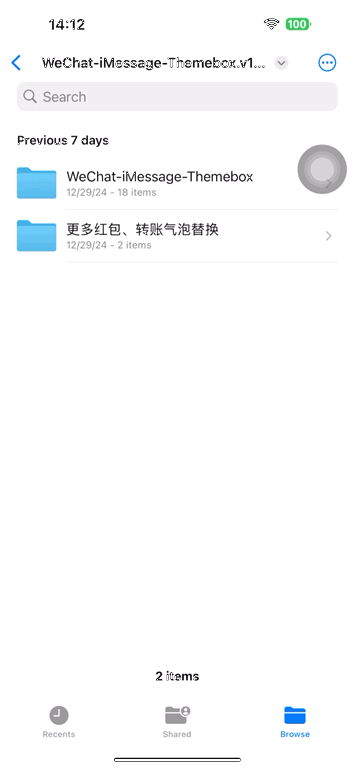 14:12
100
WeChat-iMessage-Themebox.v1...
Search
Previous 7 days
WeChat-iMessage-Themebox
12/29/24 - 18 items
更多红包、转账气泡替换
12/29/24 - 2 items
2 items
Recents
Shared
Browse